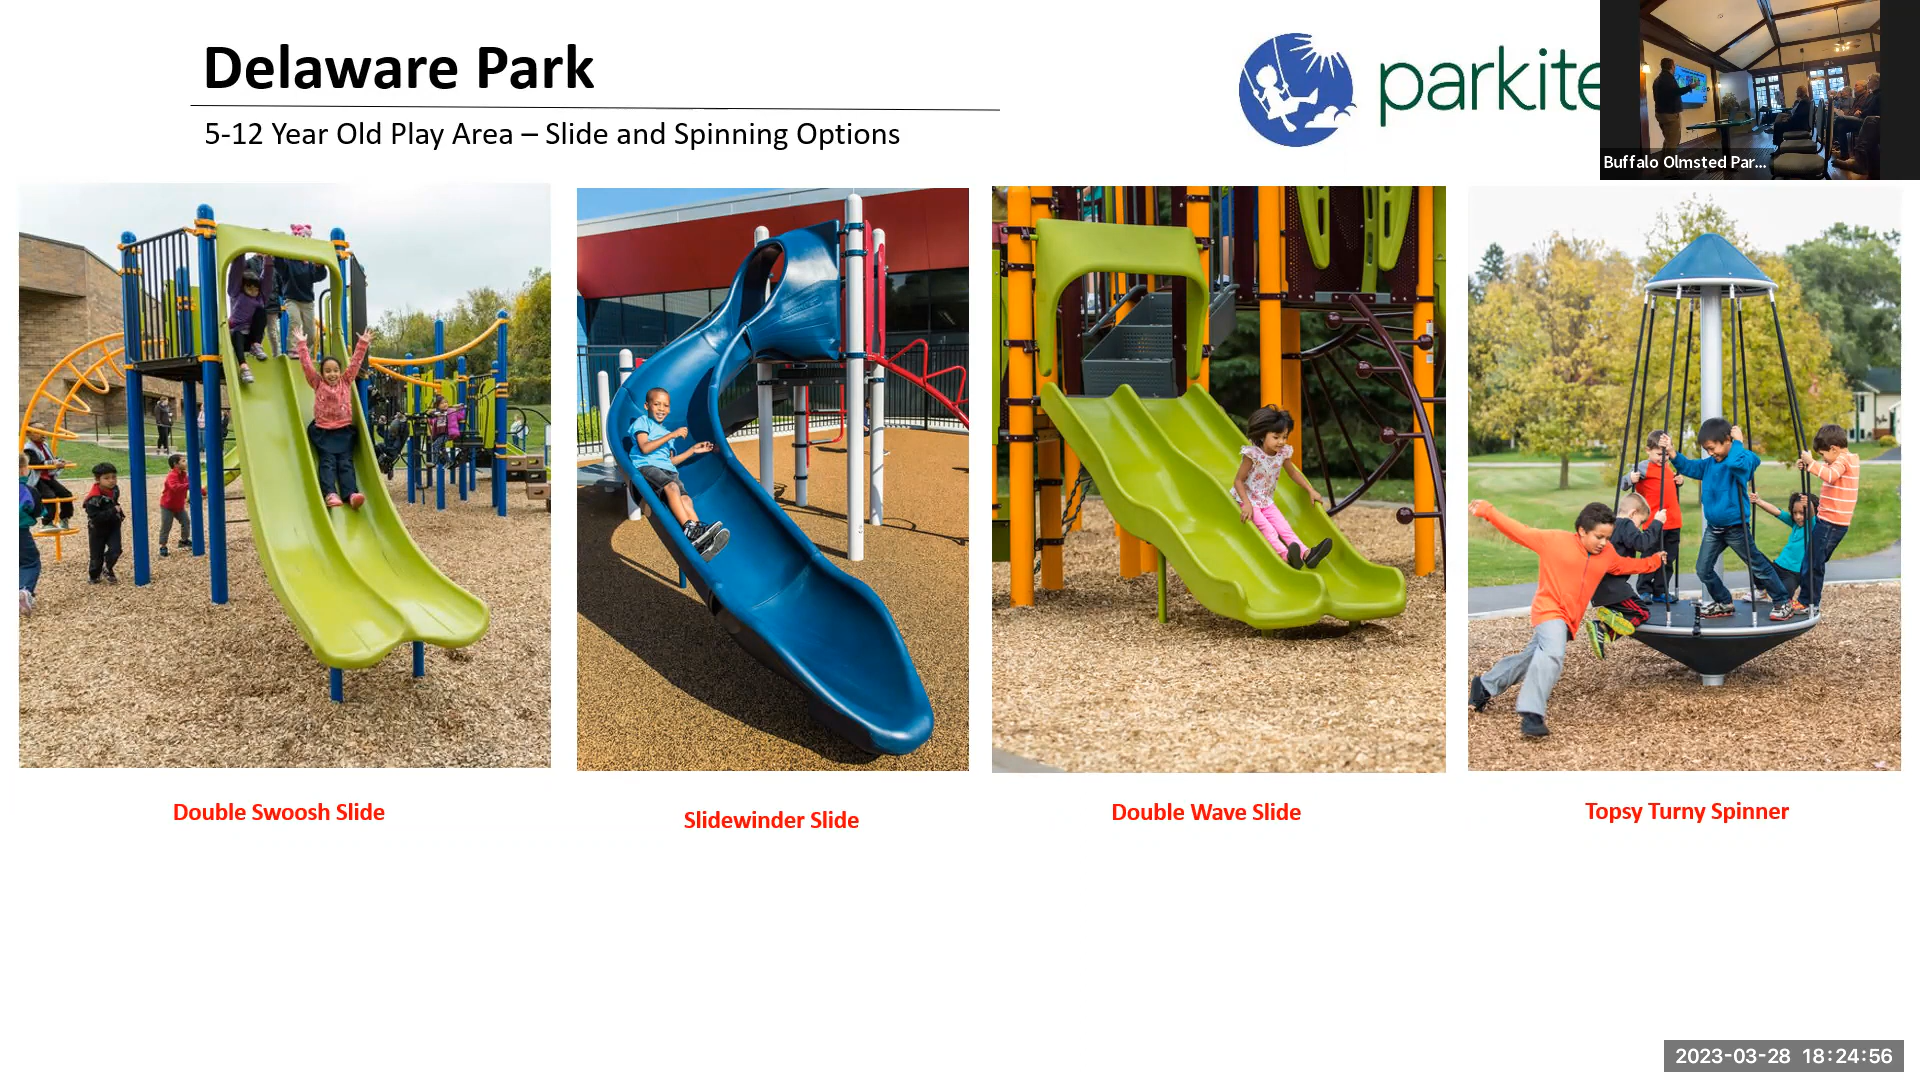 Delaware Park
5-12 Year Old Play Area – Slide and Spinning Options
parkite
Buffalo Olmsted Par...
Double Swoosh Slide
Slidewinder Slide
Double Wave Slide
Topsy Turny Spinner
2023-03-28 18:24:56